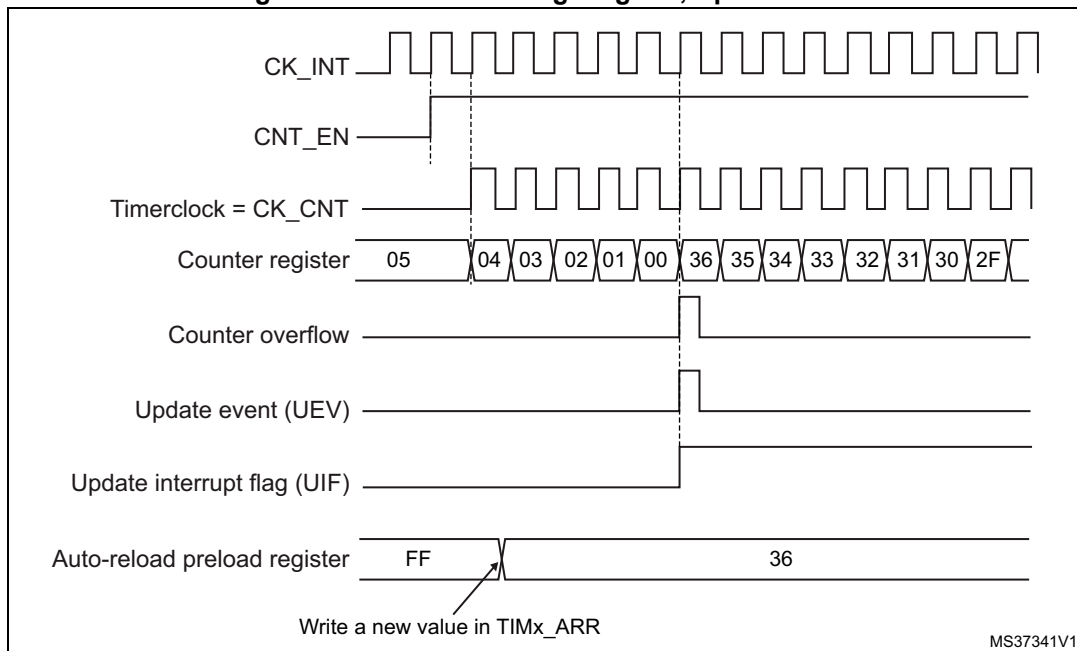 CK_INT
CNT_EN
Timerclock = CK_CNT
Counter register 05 04 03 02 01 00 36 35 34 33 32 31 30 2F
Counter overflow
Update event (UEV)
Update interrupt flag (UIF)
Auto-reload preload register FF 36
Write a new value in TIMx_ARR
MS37341V1